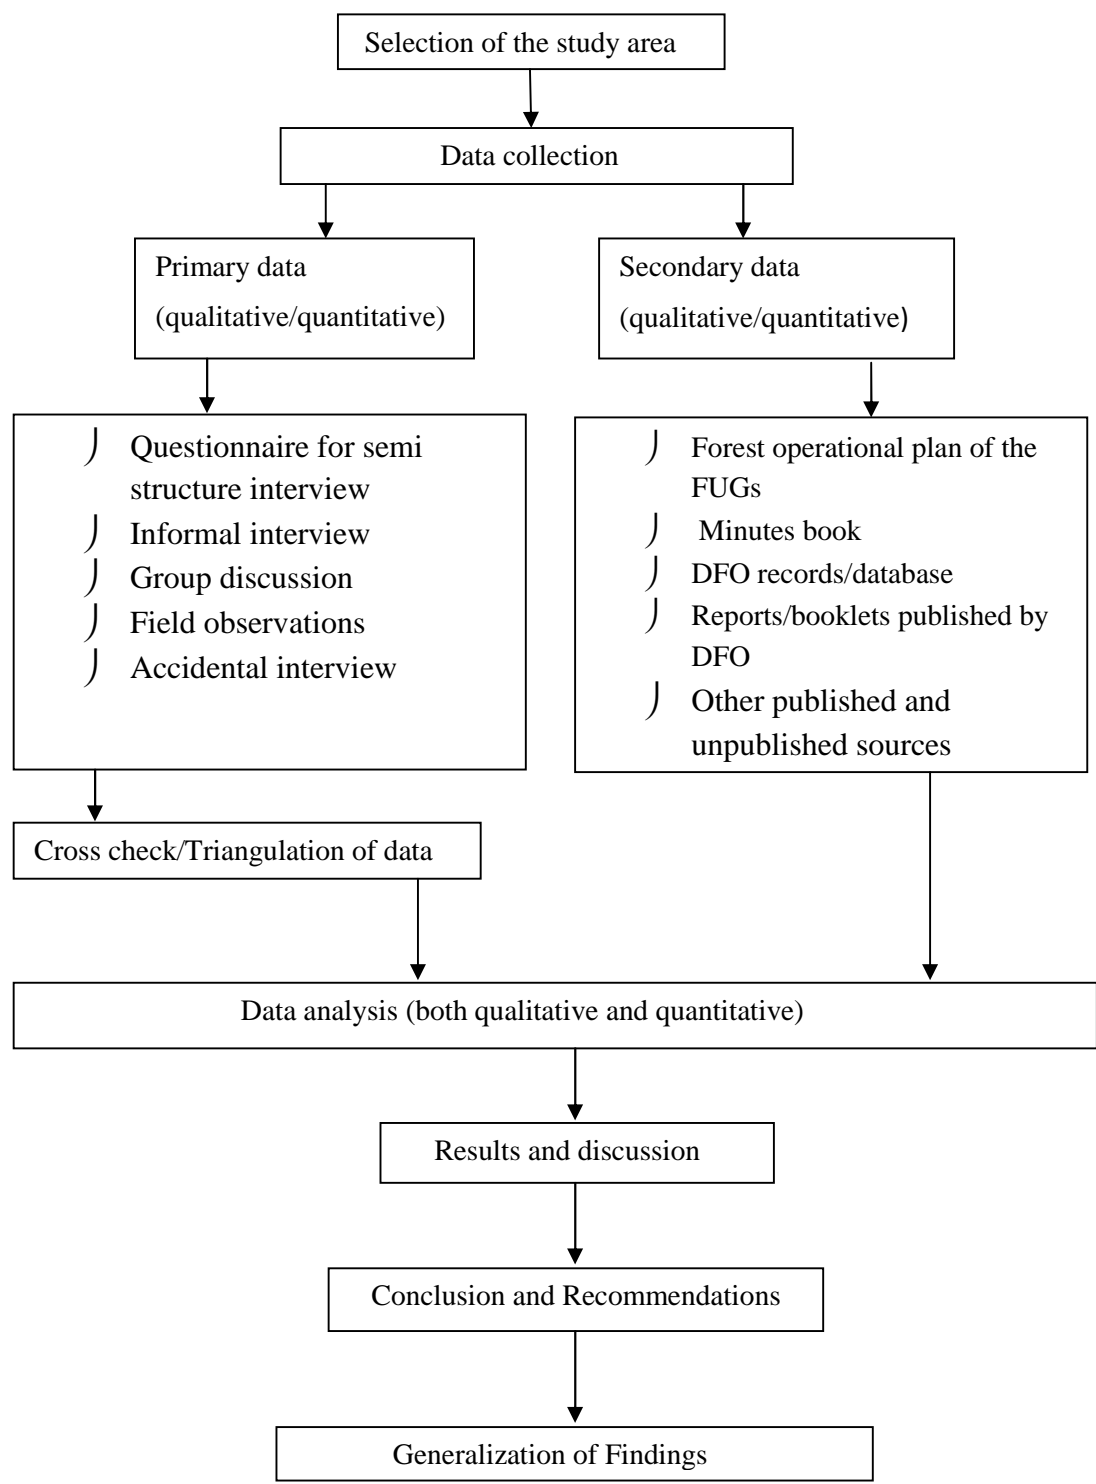 Selection of the study area
Data collection
Primary data
(qualitative/quantitative)
Secondary data
(qualitative/quantitative)
Questionnaire for semi
structure interview
Informal interview
Group discussion
Field observations
Accidental interview
Forest operational plan of the
FUGs
Minutes book
DFO records/database
Reports/booklets published by
DFO
Other published and
unpublished sources
Cross check/Triangulation of data
Data analysis (both qualitative and quantitative)
Results and discussion
Conclusion and Recommendations
Generalization of Findings